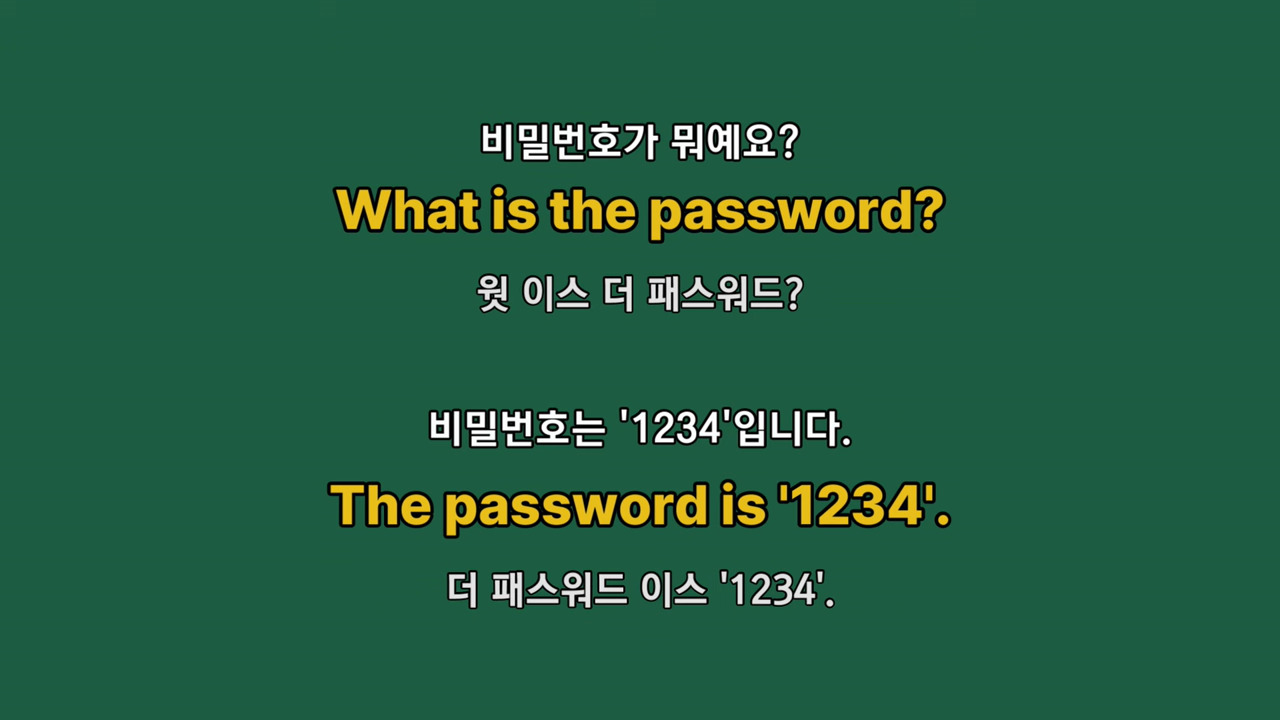 비밀번호가 뭐예요?
What is the password?
웟 이스 더 패스워드?
비밀번호는 '1234'입니다.
The password is '1234'.
더 패스워드 이스 '1234'.